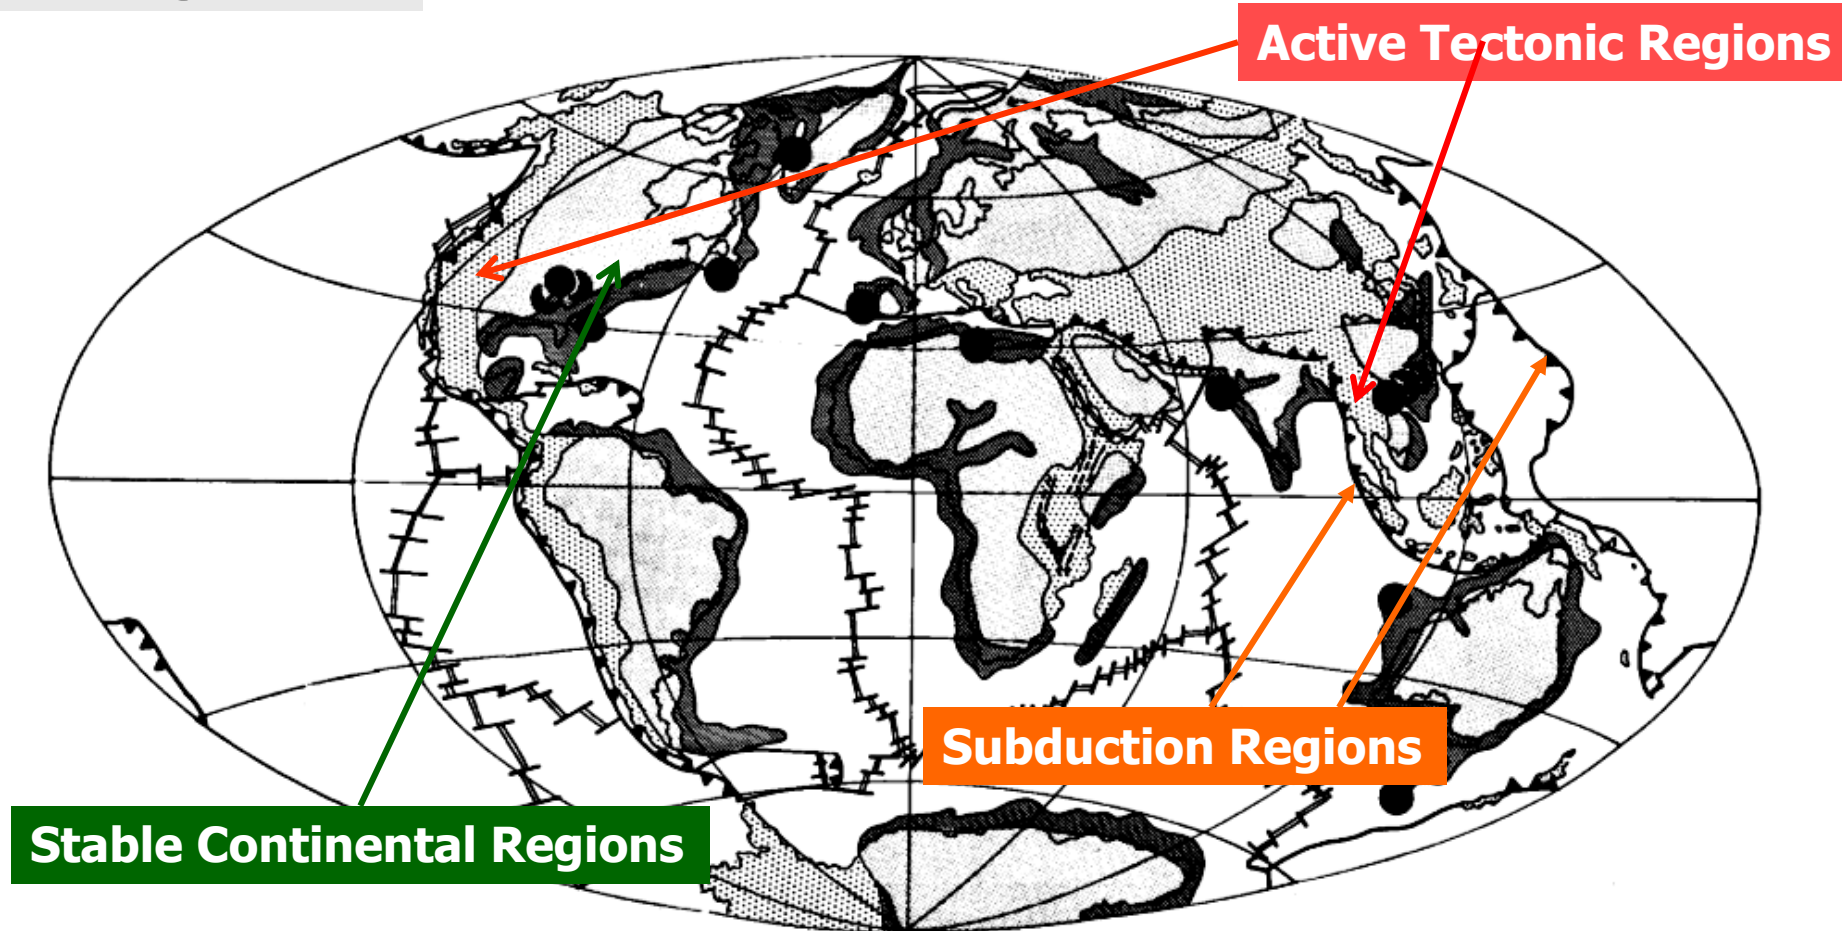 Active Tectonic Regions
Subduction Regions
Stable Continental Regions